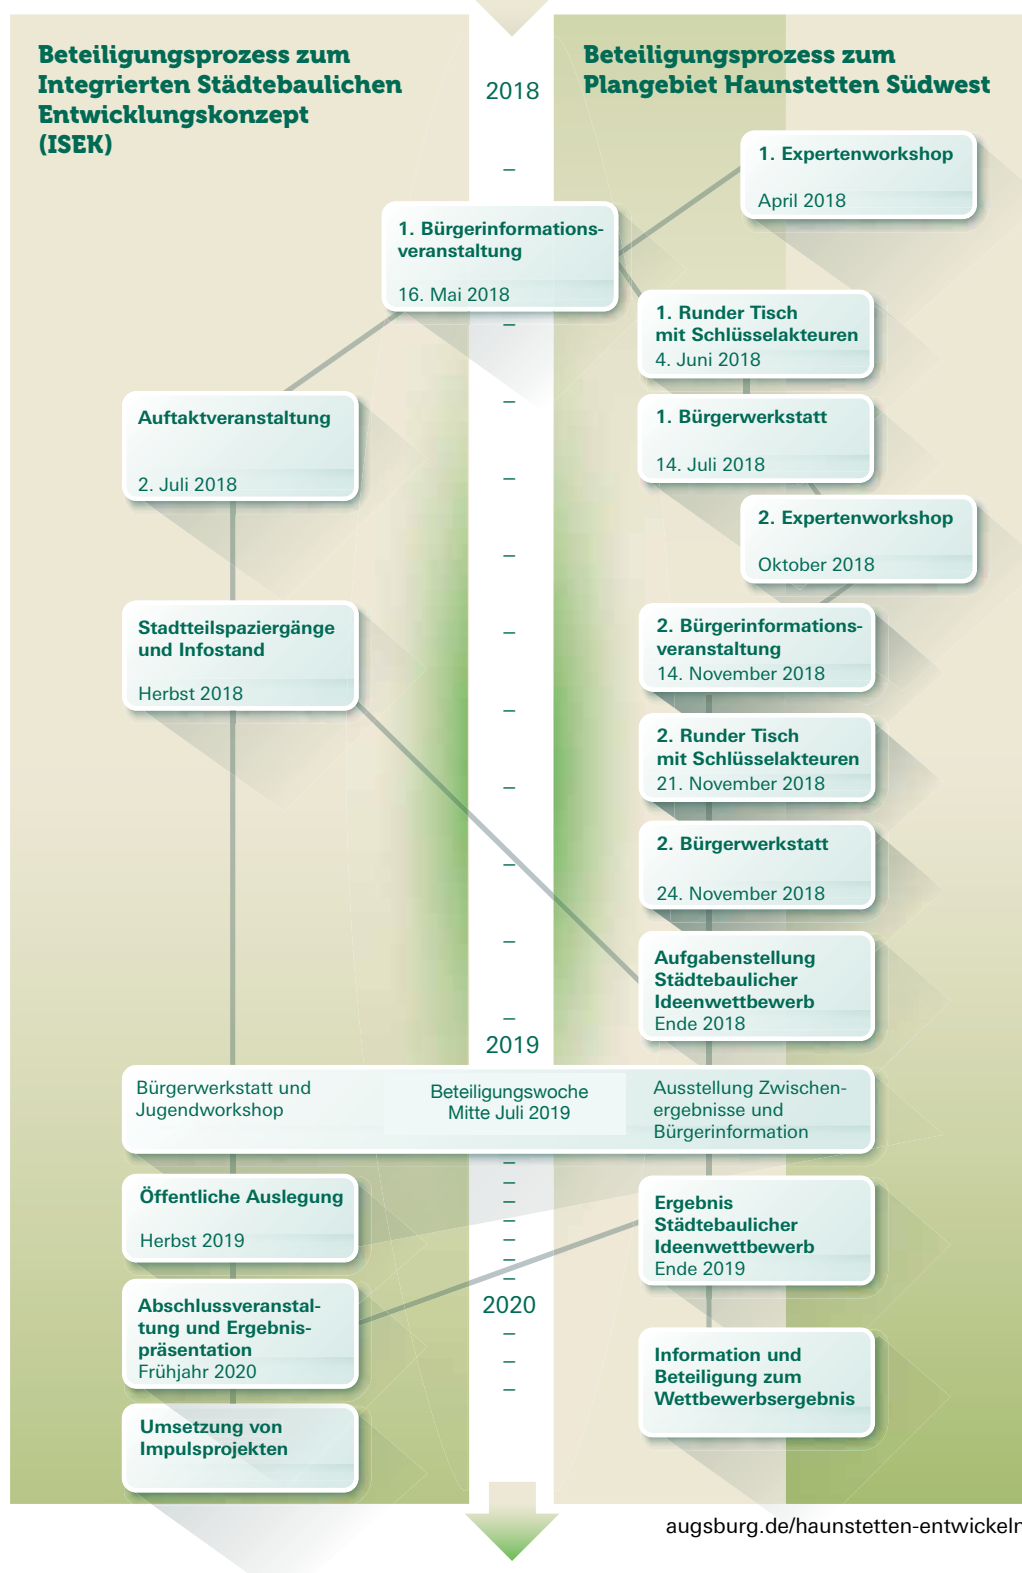 Beteiligungsprozess zum
Integrierten Städtebaulichen
Entwicklungskonzept
(ISEK)
Beteiligungsprozess zum
Plangebiet Haunstetten Südwest
2018
1. Expertenworkshop
April 2018
1. Bürgerinformations-
veranstaltung
16. Mai 2018
1. Runder Tisch
mit Schlüsselakteuren
4. Juni 2018
Auftaktveranstaltung
2. Juli 2018
1. Bürgerwerkstatt
14. Juli 2018
2. Expertenworkshop
Oktober 2018
Stadtteilspaziergänge
und Infostand
Herbst 2018
2. Bürgerinformations-
veranstaltung
14. November 2018
2. Runder Tisch
mit Schlüsselakteuren
21. November 2018
2. Bürgerwerkstatt
24. November 2018
Aufgabenstellung
Städtebaulicher
Ideenwettbewerb
Ende 2018
2019
Bürgerwerkstatt und
Jugendworkshop
Beteiligungswoche
Mitte Juli 2019
Ausstellung Zwischen-
ergebnisse und
Bürgerinformation
Öffentliche Auslegung
Herbst 2019
Ergebnis
Städtebaulicher
Ideenwettbewerb
Ende 2019
2020
Abschlussveranstal-
tung und Ergebnis-
präsentation
Frühjahr 2020
Information und
Beteiligung zum
Wettbewerbsergebnis
Umsetzung von
Impulsprojekten
augsburg.de/haunstetten-entwickeln